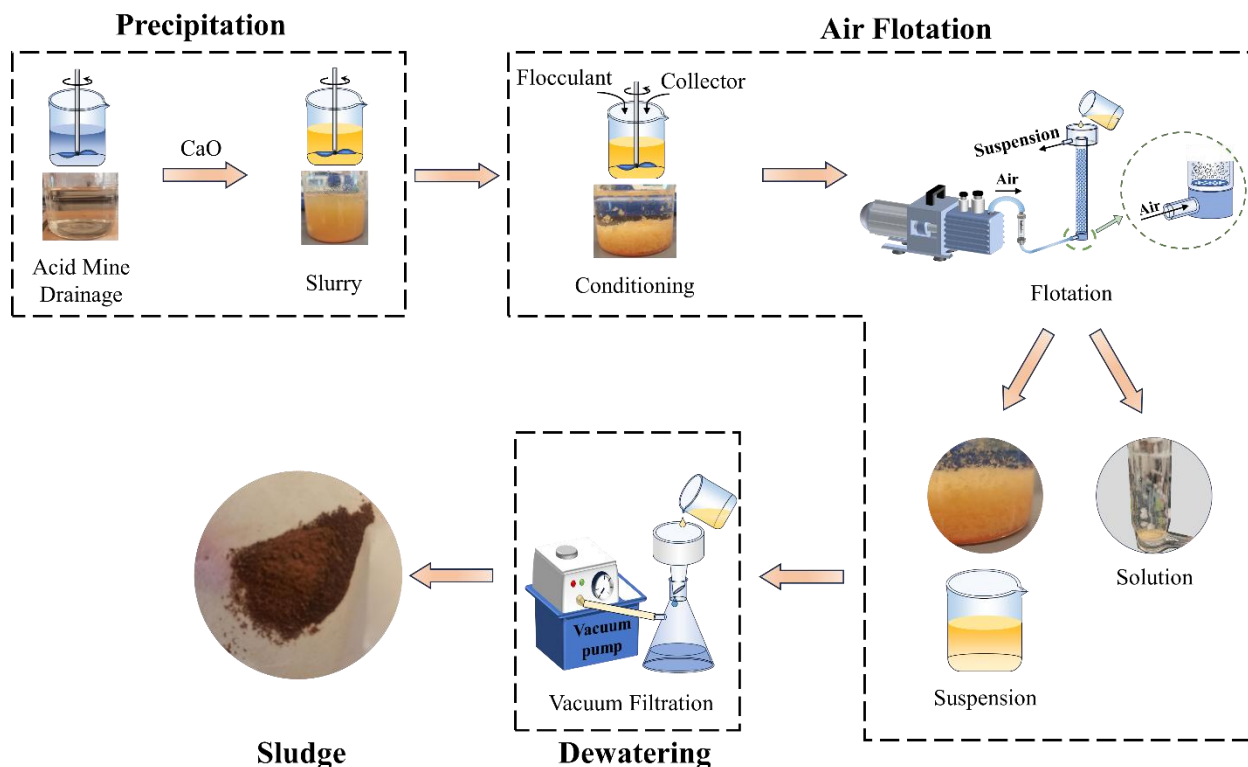 Precipitation
Air Flotation
Flocculant
Collector
CaO
Suspension
Air
Air
Acid Mine
Drainage
Slurry
Conditioning
Flotation
Solution
Vacuum
pump
Suspension
Vacuum Filtration
Sludge
Dewatering